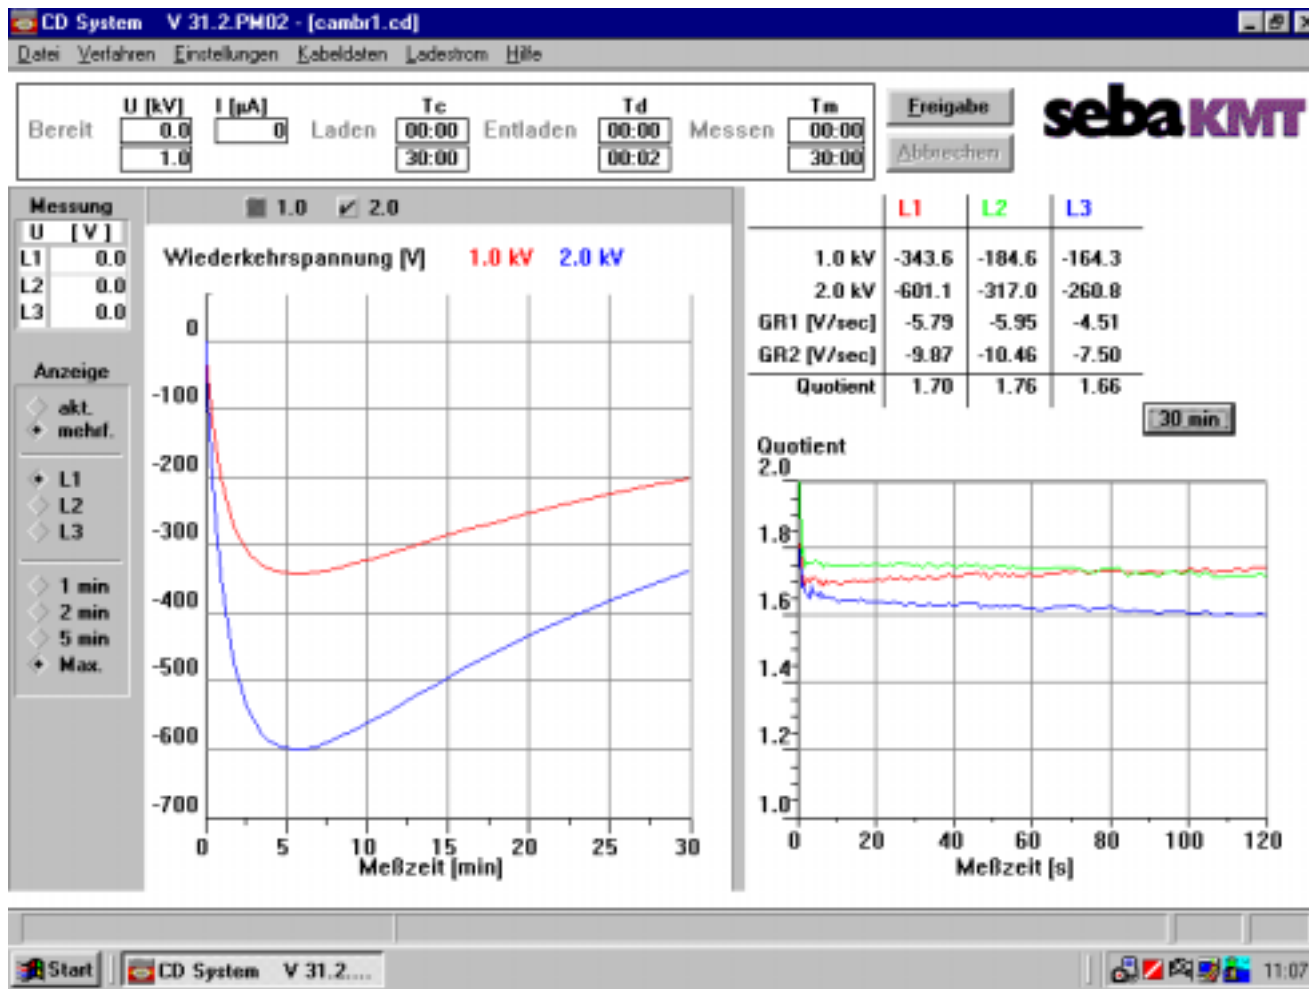 CD System V 31.2.PM02 - [cambr1.cd]
Datei Verfahren Einstellungen Kabeldaten Ladestrom Hilfe
U [kV] I [µA] Tc Td Tm
Bereit 0.0 0 Laden 00:00 Entladen 00:00 Messen 00:00
1.0 30:00 00:02 30:00
Freigabe
Abbrechen
seba KMT
Messung
U [V]
L1 0.0
L2 0.0
L3 0.0
Anzeige
akt.
mehrf.
L1
L2
L3
1 min
2 min
5 min
Max.
1.0 2.0
Wiederkehrspannung [V] 1.0 kV 2.0 kV
0
-100
-200
-300
-400
-500
-600
-700
0 5 10 15 20 25 30
Meßzeit [min]
L1 L2 L3
1.0 kV -343.6 -184.6 -164.3
2.0 kV -601.1 -317.0 -260.8
GR1 [V/sec] -5.79 -5.95 -4.51
GR2 [V/sec] -9.87 -10.46 -7.50
Quotient 1.70 1.76 1.66
30 min
Quotient
2.0
1.8
1.6
1.4
1.2
1.0
0 20 40 60 80 100 120
Meßzeit [s]
Start CD System V 31.2.... 11:07